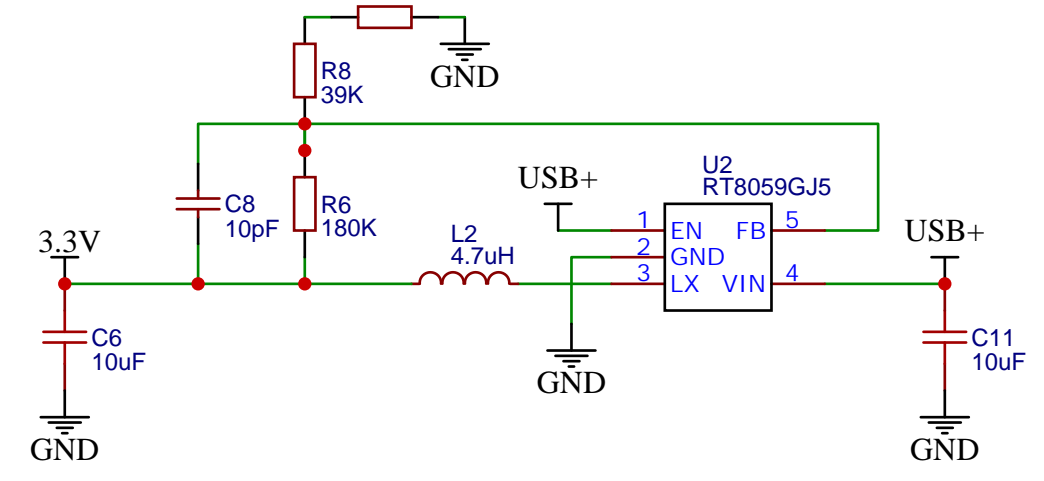 GND
R8
39K
U2
RT8059GJ5
USB+
C8
10pF
R6
180K
1
EN
FB
5
USB+
3.3V
L2
4.7uH
2
GND
3
LX
VIN
4
C6
10uF
GND
C11
10uF
GND
GND